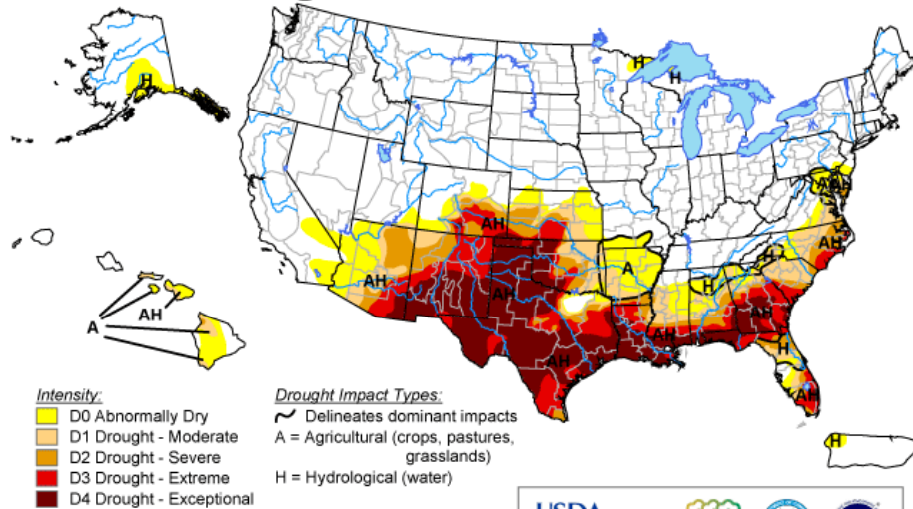 H
H
H
AH
AH
AH
AH
A
H
H
AH
AH
AH
AH
AH
H
AH
A
AH
H
Intensity:
D0 Abnormally Dry
D1 Drought - Moderate
D2 Drought - Severe
D3 Drought - Extreme
D4 Drought - Exceptional
Drought Impact Types:
Delineates dominant impacts
A = Agricultural (crops, pastures,
grasslands)
H = Hydrological (water)
USDA